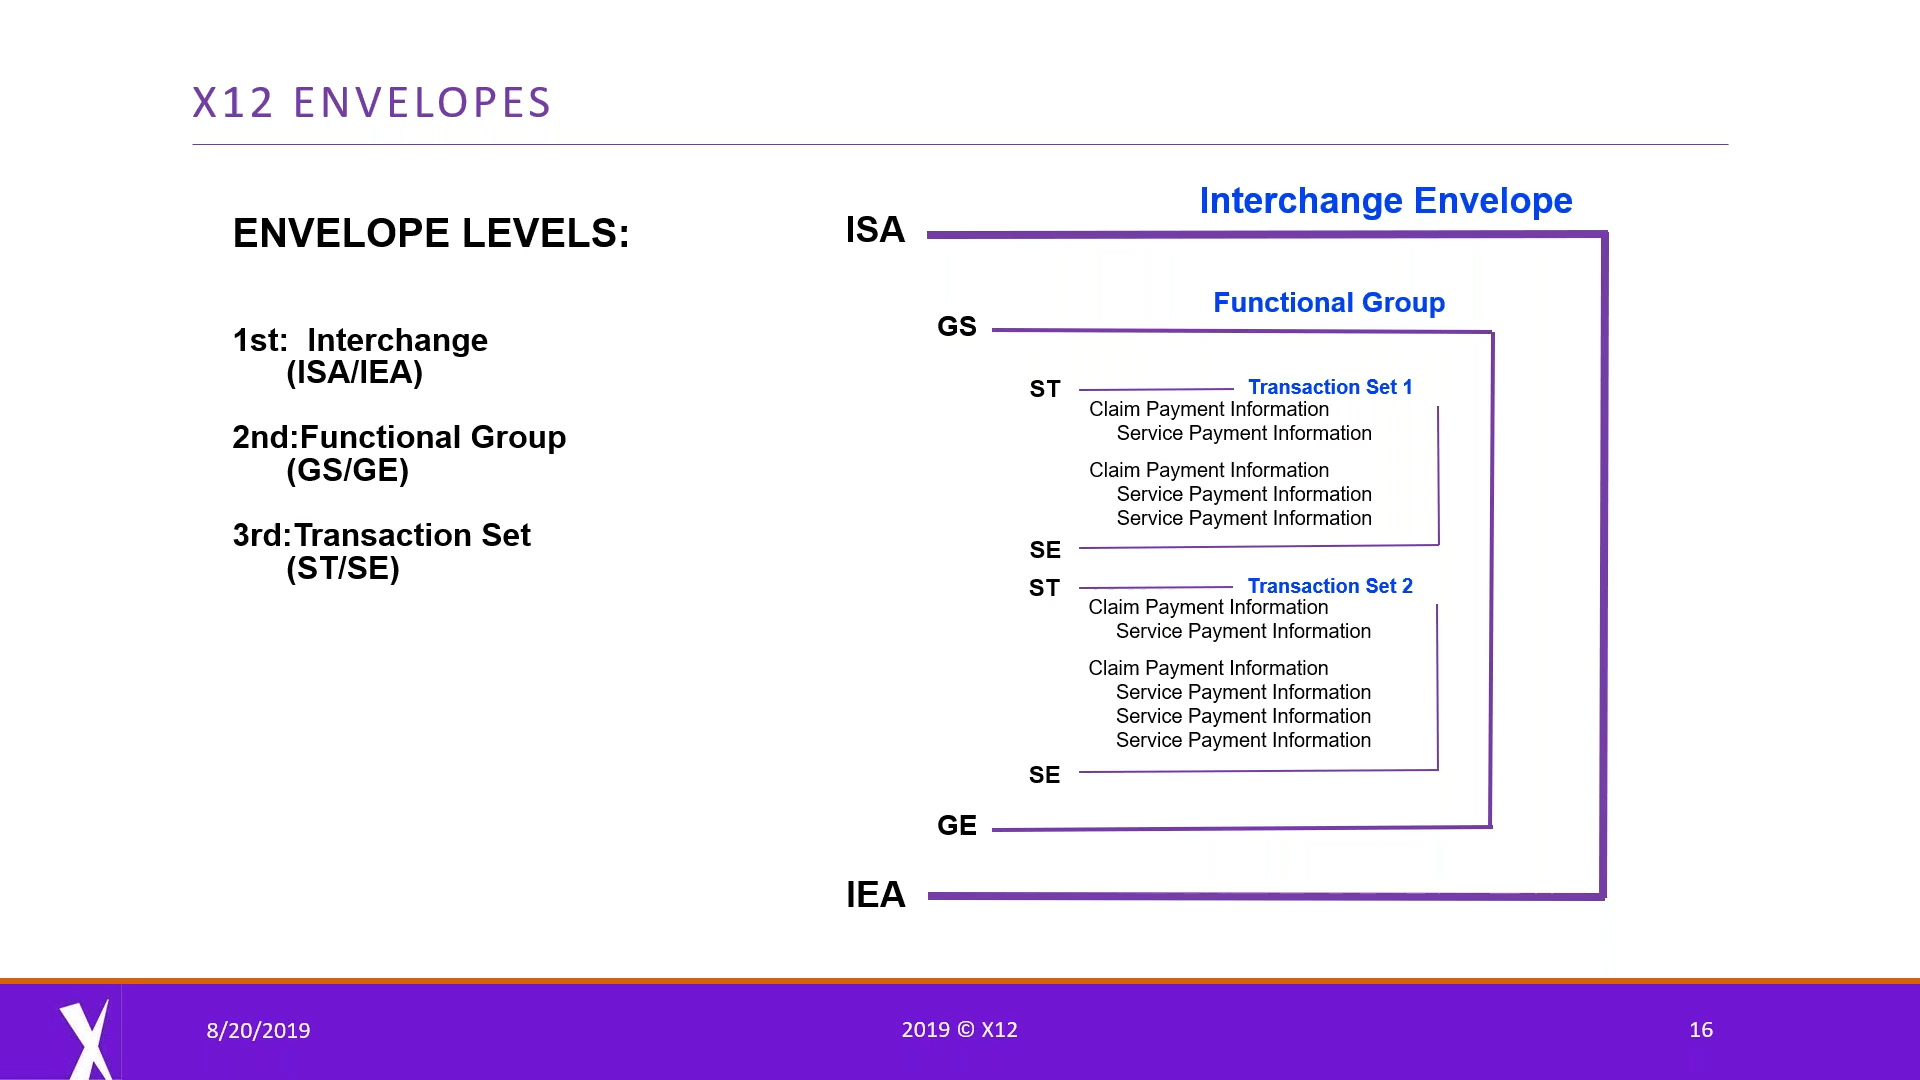 X12 ENVELOPES
ENVELOPE LEVELS:
1st: Interchange
(ISA/IEA)
2nd:Functional Group
(GS/GE)
3rd:Transaction Set
(ST/SE)
Interchange Envelope
ISA
Functional Group
GS
ST Transaction Set 1
Claim Payment Information
Service Payment Information
Claim Payment Information
Service Payment Information
Service Payment Information
SE
ST Transaction Set 2
Claim Payment Information
Service Payment Information
Claim Payment Information
Service Payment Information
Service Payment Information
Service Payment Information
SE
GE
IEA
X
8/20/2019
2019 © X12
16